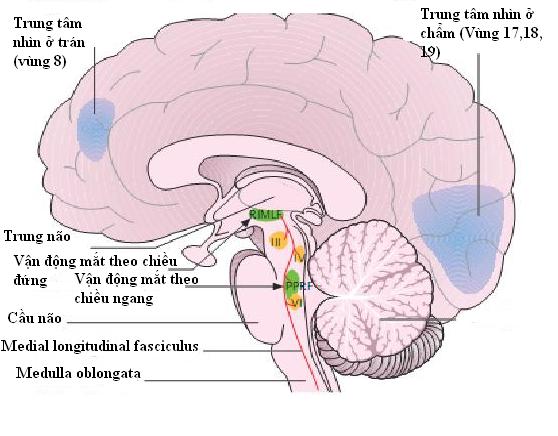 Trung tâm
nhìn ở trán
(vùng 8)
Trung tâm nhìn ở
chẩm (Vùng 17,18,
19)
RIMLF
III
IV
PPRF
VI
Trung não
Vận động mắt theo chiều
đứng
Vận động mắt theo
chiều ngang
Cầu não
Medial longitudinal fasciculus
Medulla oblongata